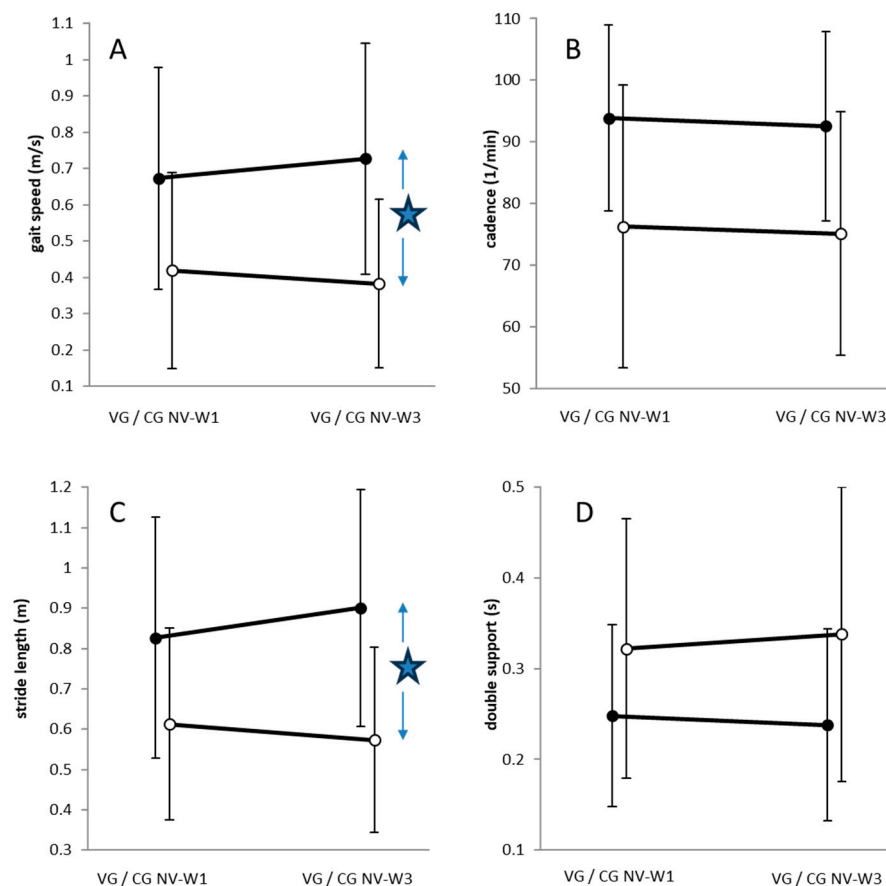 A
gait speed (m/s)
1.1
1
0.9
0.8
0.7
0.6
0.5
0.4
0.3
0.2
0.1
VG / CG NV-W1 VG / CG NV-W3
B
cadence (1/min)
110
100
90
80
70
60
50
VG / CG NV-W1 VG / CG NV-W3
C
stride length (m)
1.2
1.1
1
0.9
0.8
0.7
0.6
0.5
0.4
0.3
VG / CG NV-W1 VG / CG NV-W3
D
double support (s)
0.5
0.4
0.3
0.2
0.1
VG / CG NV-W1 VG / CG NV-W3